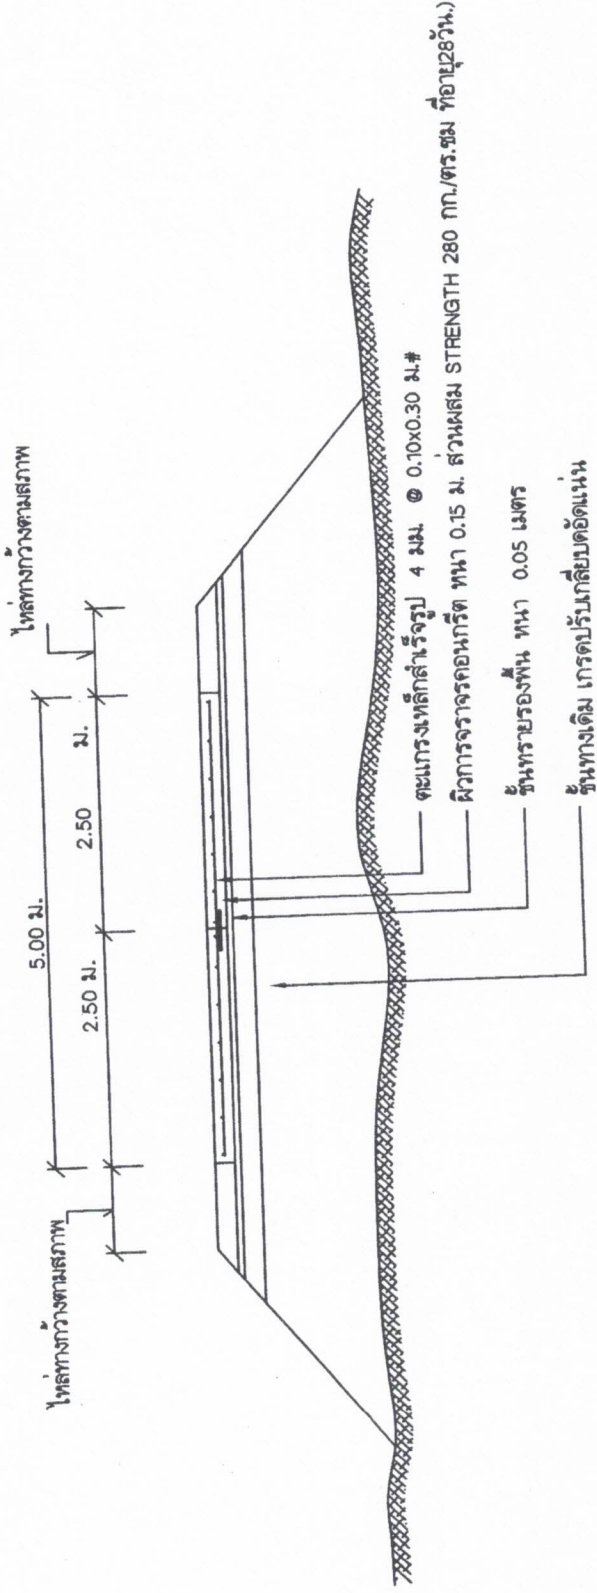 ไหล่ทางกว้างตามสภาพ
5.00 ม.
ไหล่ทางกว้างตามสภาพ
2.50 ม.
2.50 ม.
ตะแกรงเหล็กสำเร็จรูป 4 มม. @ 0.10x0.30 ม.#
ผิวการจราจรคอนกรีต หนา 0.15 ม. ส่วนผสม STRENGTH 280 กก./ตร.ซม ที่อายุ28วัน.)
ชั้นทรายรองพื้น หนา 0.05 เมตร
ชั้นทางเดิม เกรดปรับเกลี่ยบดอัดแน่น